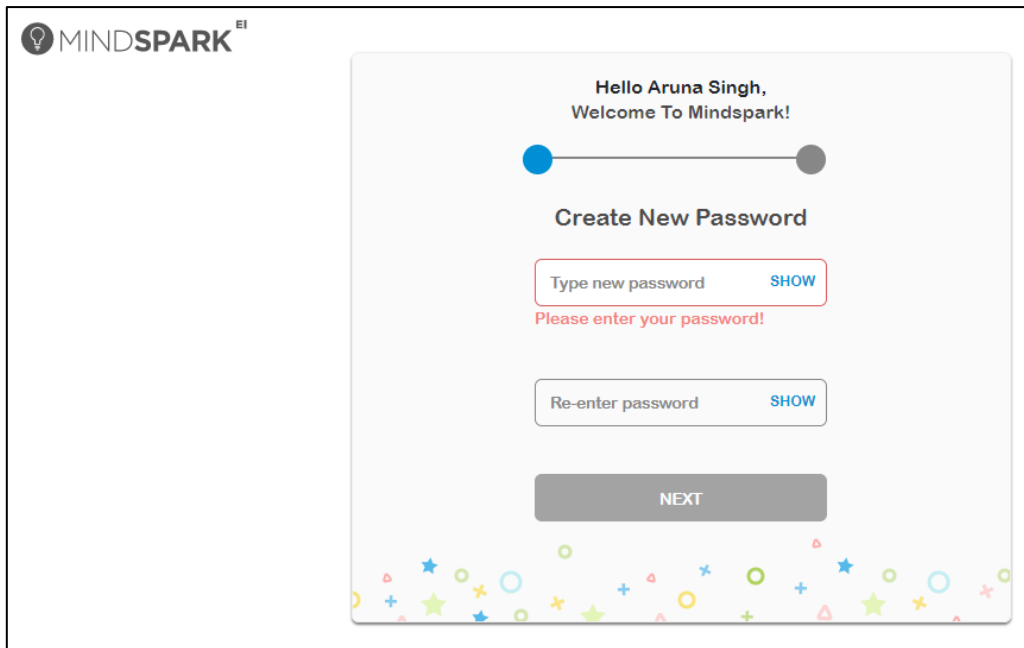 MINDSPARK EI
Hello Aruna Singh,
Welcome To Mindspark!
Create New Password
Type new password SHOW
Please enter your password!
Re-enter password SHOW
NEXT